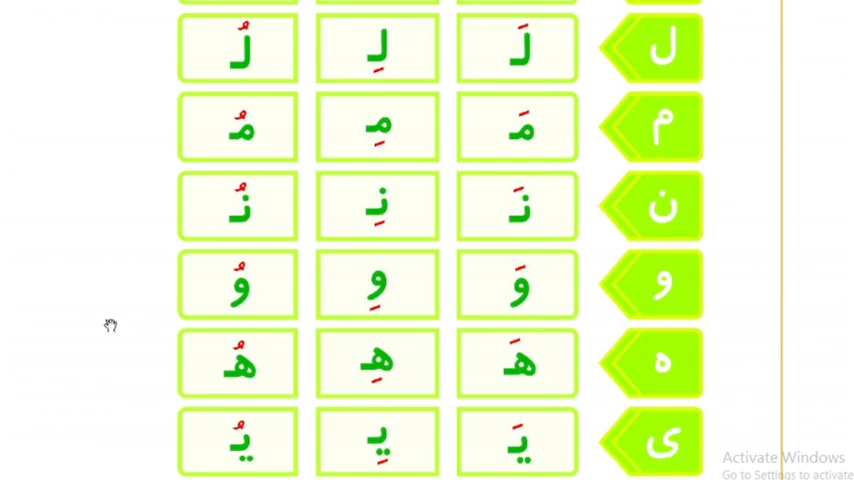 ل لَـ لِـ لُـ
م مَـ مِـ مُـ
ن نَـ نِـ نُـ
و وَ وِ وُ
ه هَـ هِـ هُـ
ى يَـ يِـ يُـ
Activate Windows
Go to Settings to activate